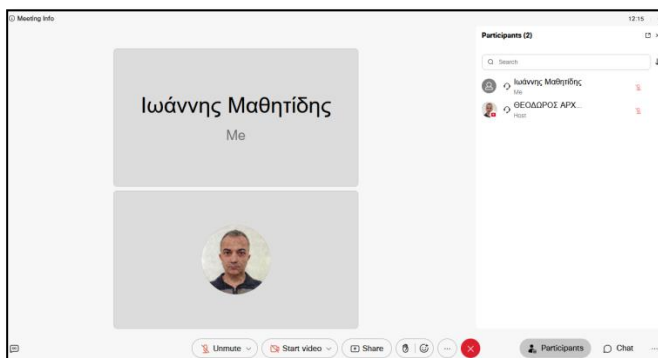 Meeting Info
12:15
Ιωάννης Μαθητίδης
Me
Participants (2)
Search
Ιωάννης Μαθητίδης
Me
ΘΕΟΔΩΡΟΣ ΑΡΧ...
Host
Unmute
Start video
Share
Participants
Chat